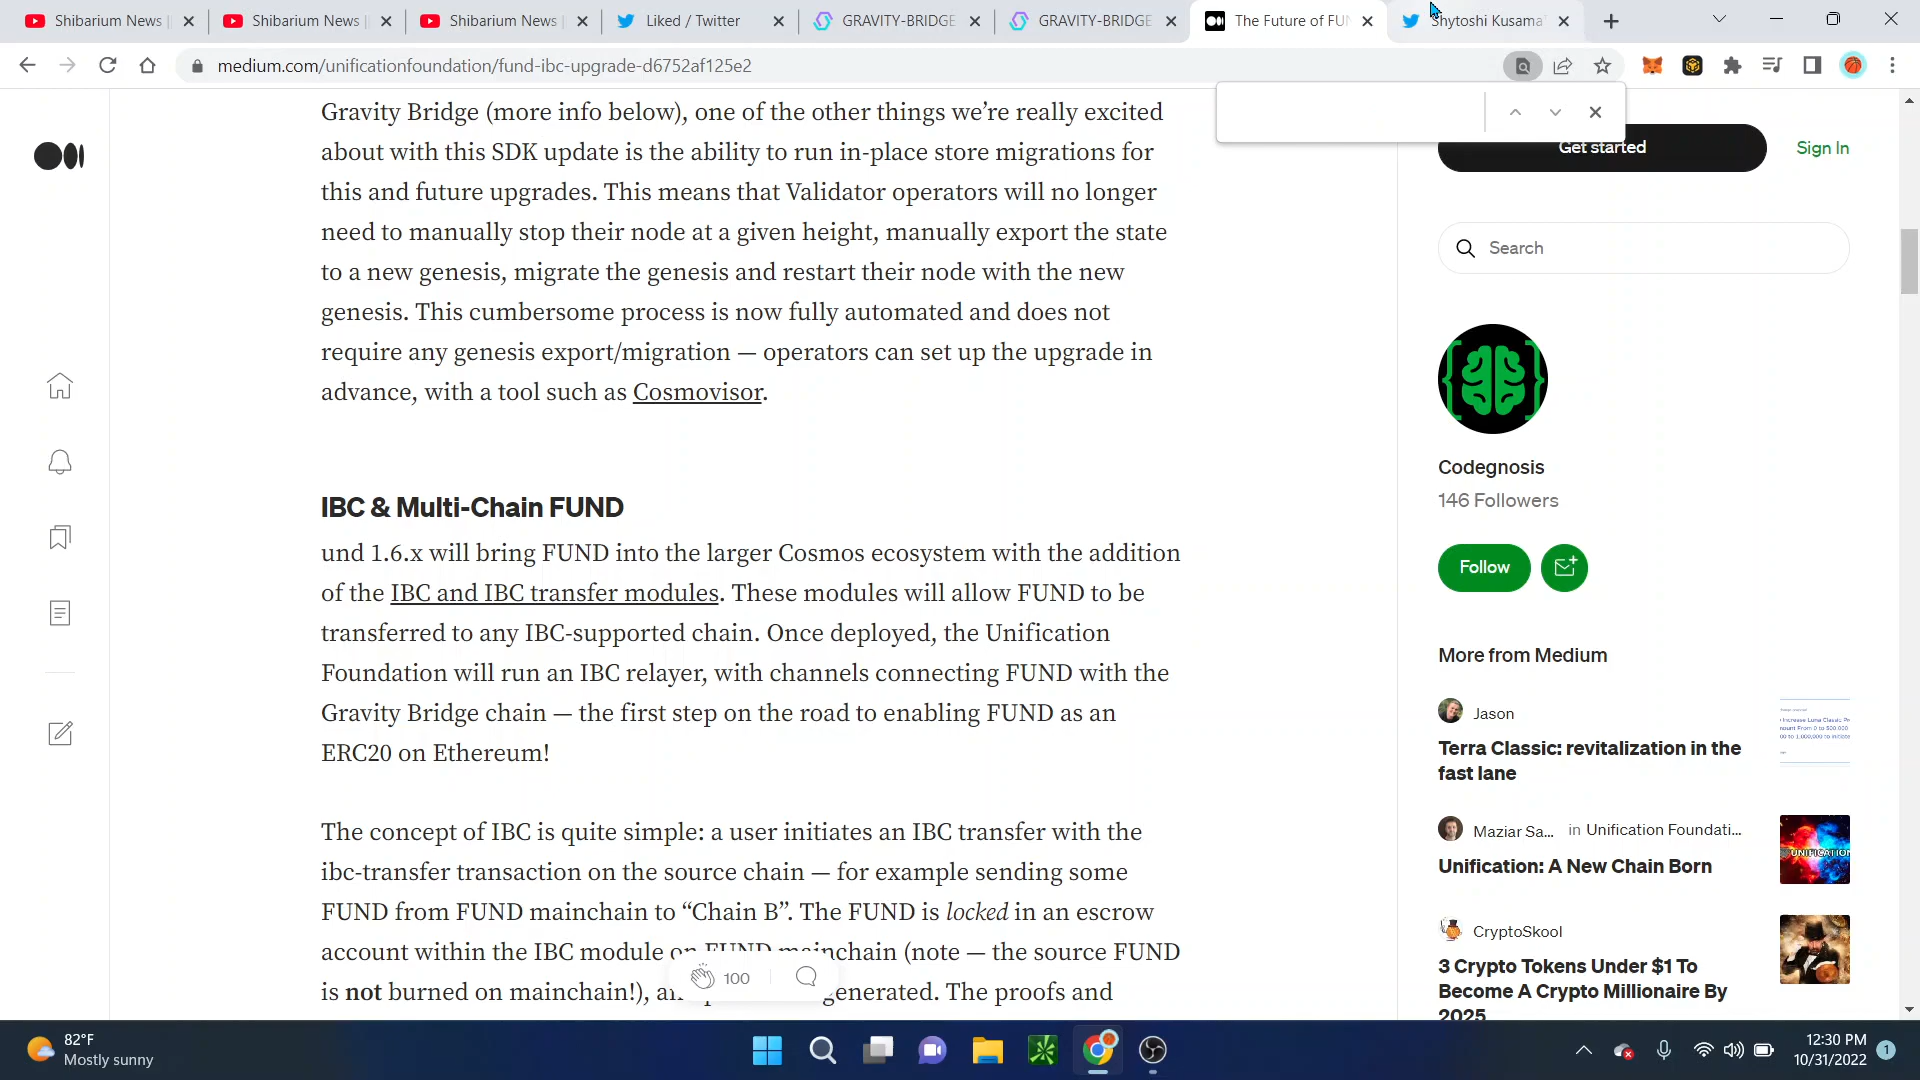 Shibarium News
Shibarium News
Shibarium News
Liked / Twitter
GRAVITY-BRIDGE
GRAVITY-BRIDGE
The Future of FUN
Shytoshi Kusama
medium.com/unificationfoundation/fund-ibc-upgrade-d6752af125e2
Get started
Sign In
Search
Gravity Bridge (more info below), one of the other things we’re really excited
about with this SDK update is the ability to run in-place store migrations for
this and future upgrades. This means that Validator operators will no longer
need to manually stop their node at a given height, manually export the state
to a new genesis, migrate the genesis and restart their node with the new
genesis. This cumbersome process is now fully automated and does not
require any genesis export/migration — operators can set up the upgrade in
advance, with a tool such as Cosmovisor.
IBC & Multi-Chain FUND
und 1.6.x will bring FUND into the larger Cosmos ecosystem with the addition
of the IBC and IBC transfer modules. These modules will allow FUND to be
transferred to any IBC-supported chain. Once deployed, the Unification
Foundation will run an IBC relayer, with channels connecting FUND with the
Gravity Bridge chain — the first step on the road to enabling FUND as an
ERC20 on Ethereum!
The concept of IBC is quite simple: a user initiates an IBC transfer with the
ibc-transfer transaction on the source chain — for example sending some
FUND from FUND mainchain to “Chain B”. The FUND is locked in an escrow
account within the IBC module on FUND mainchain (note — the source FUND
is not burned on mainchain!), generated. The proofs and
100
Codegnosis
146 Followers
Follow
More from Medium
Jason
Terra Classic: revitalization in the
fast lane
Maziar Sa... in Unification Foundati...
Unification: A New Chain Born
UNIFICATION
CryptoSkool
3 Crypto Tokens Under $1 To
Become A Crypto Millionaire By
2025
82°F
Mostly sunny
12:30 PM
10/31/2022
1